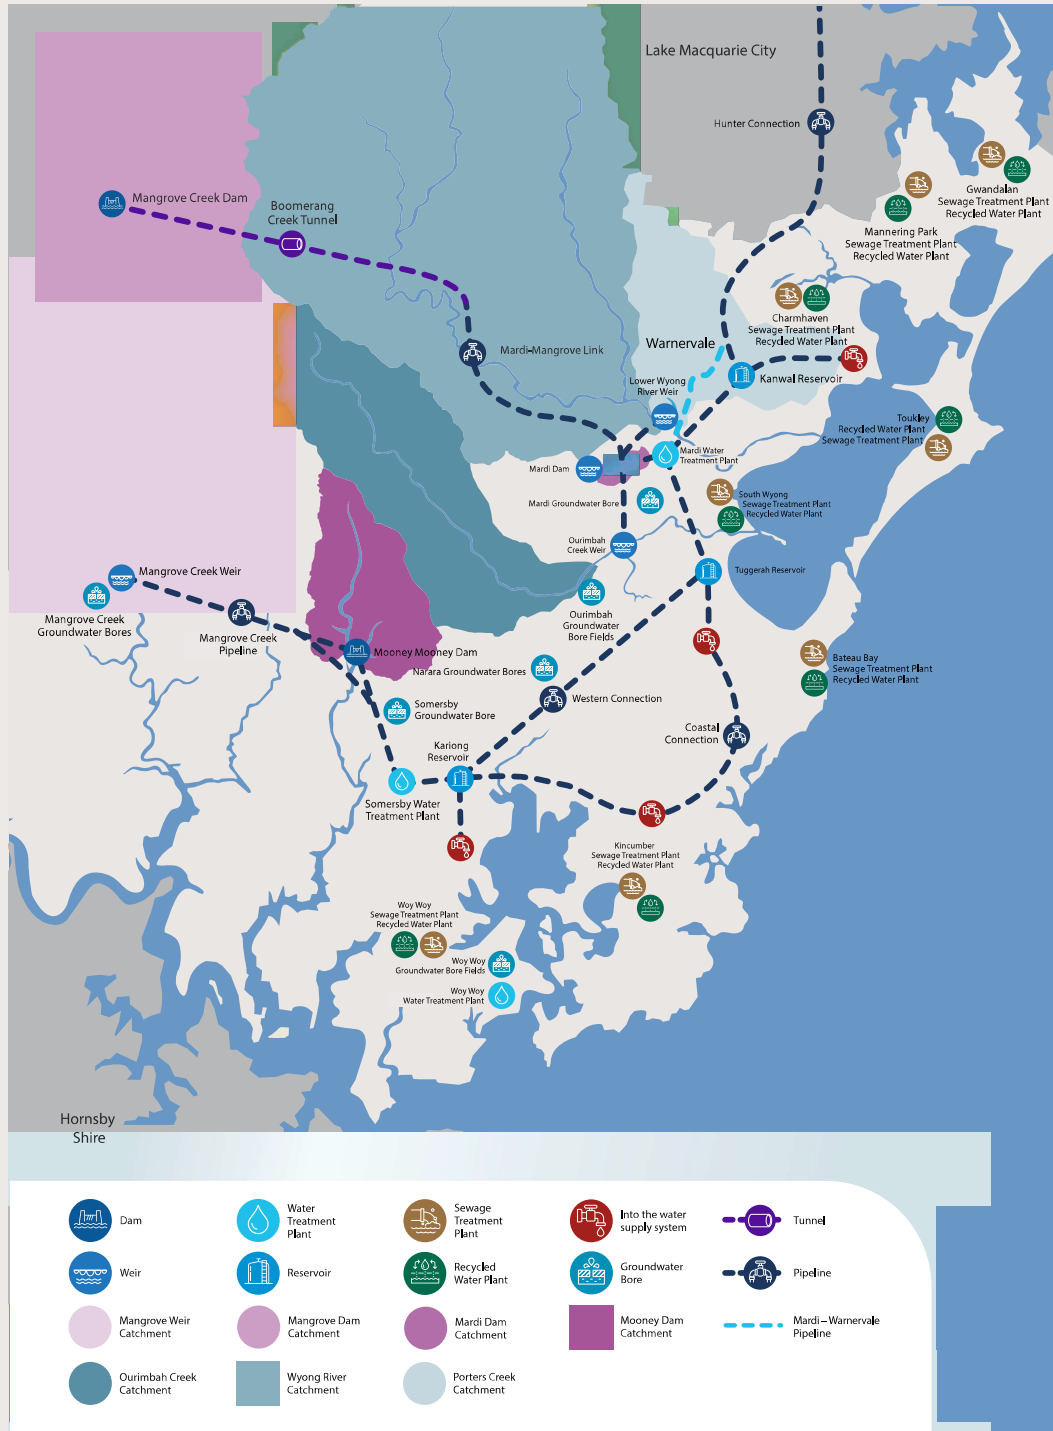 Lake Macquarie City
Hunter Connection
Gwandalan
Sewage Treatment Plant
Recycled Water Plant
Mannering Park
Sewage Treatment Plant
Recycled Water Plant
Mangrove Creek Dam
Boomerang
Creek Tunnel
Charmhaven
Sewage Treatment Plant
Recycled Water Plant
Mardi–Mangrove Link
Warnervale
Kanwal Reservoir
Lower Wyong
River Weir
Toukley
Recycled Water Plant
Sewage Treatment Plant
Mardi Water
Treatment Plant
Mardi Dam
Mardi Groundwater Bore
South Wyong
Sewage Treatment Plant
Recycled Water Plant
Ourimbah
Creek Weir
Tuggerah Reservoir
Mangrove Creek Weir
Mangrove Creek
Groundwater Bores
Mangrove Creek
Pipeline
Ourimbah
Groundwater
Bore Fields
Mooney Mooney Dam
Narara Groundwater Bores
Bateau Bay
Sewage Treatment Plant
Recycled Water Plant
Western Connection
Somersby
Groundwater Bore
Coastal
Connection
Kariong
Reservoir
Somersby Water
Treatment Plant
Kincumber
Sewage Treatment Plant
Recycled Water Plant
Woy Woy
Sewage Treatment Plant
Recycled Water Plant
Woy Woy
Groundwater Bore Fields
Woy Woy
Water Treatment Plant
Hornsby
Shire
Dam
Water
Treatment
Plant
Sewage
Treatment
Plant
Into the water
supply system
Tunnel
Weir
Reservoir
Recycled
Water Plant
Groundwater
Bore
Pipeline
Mangrove Weir
Catchment
Mangrove Dam
Catchment
Mardi Dam
Catchment
Mooney Dam
Catchment
Mardi – Warnervale
Pipeline
Ourimbah Creek
Catchment
Wyong River
Catchment
Porters Creek
Catchment